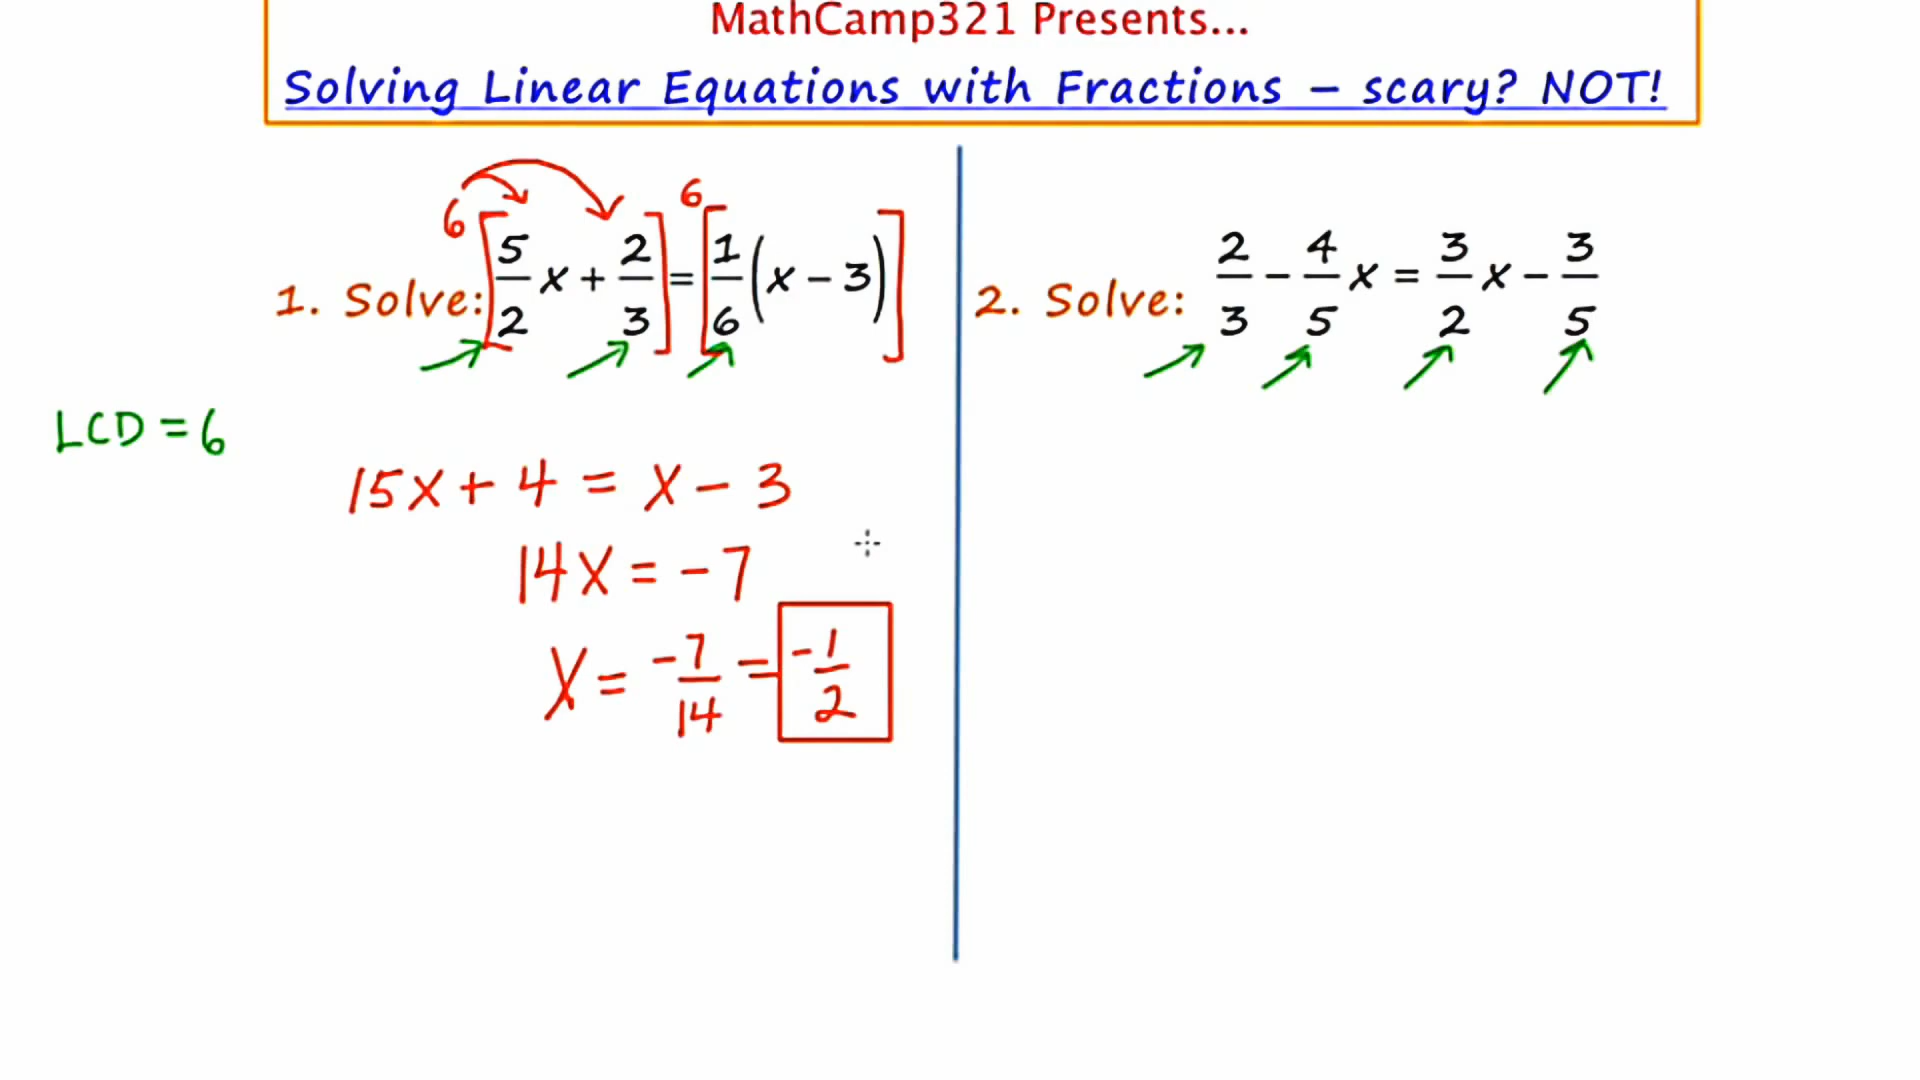 MathCamp321 Presents...
Solving Linear Equations with Fractions – scary? NOT!
1. Solve: 6[5/2 x + 2/3] = 6[1/6 (x – 3)]
LCD = 6
15x + 4 = x – 3
14x = –7
x = –7/14 = –1/2
2. Solve: 2/3 – 4/5 x = 3/2 x – 3/5